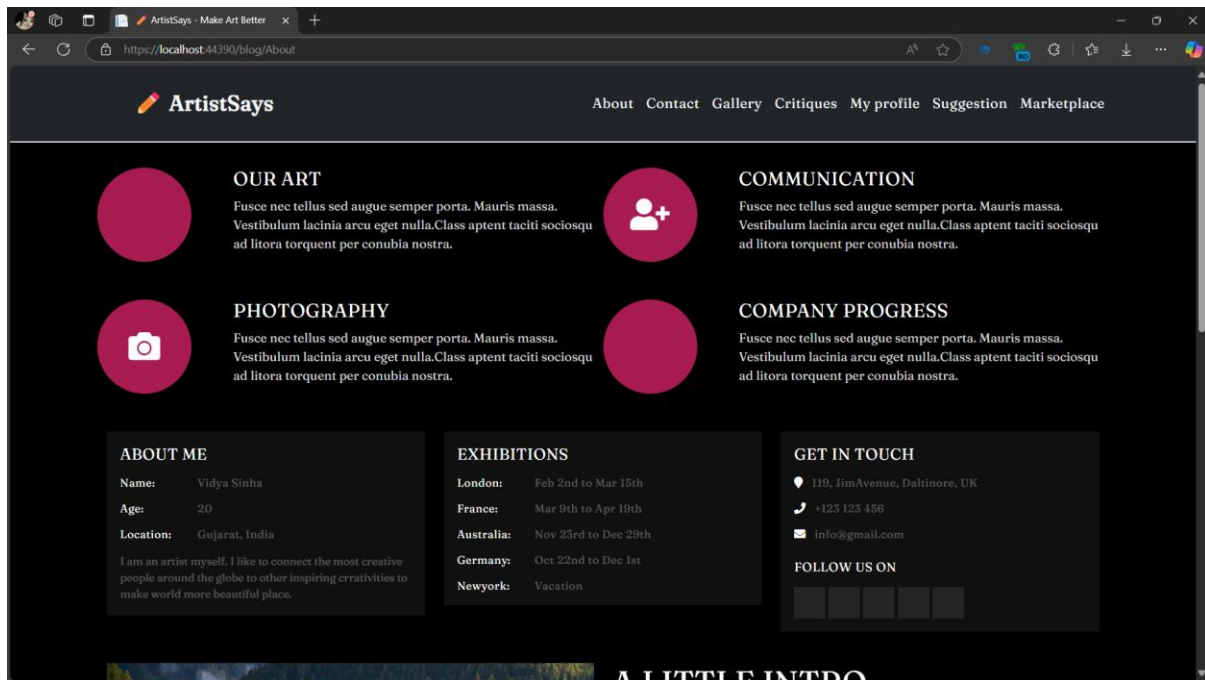 ArtistSays - Make Art Better
https://localhost:44390/blog/About
ArtistSays
About Contact Gallery Critiques My profile Suggestion Marketplace
OUR ART
Fusce nec tellus sed augue semper porta. Mauris massa.
Vestibulum lacinia arcu eget nulla.Class aptent taciti sociosqu
ad litora torquent per conubia nostra.
COMMUNICATION
Fusce nec tellus sed augue semper porta. Mauris massa.
Vestibulum lacinia arcu eget nulla.Class aptent taciti sociosqu
ad litora torquent per conubia nostra.
PHOTOGRAPHY
Fusce nec tellus sed augue semper porta. Mauris massa.
Vestibulum lacinia arcu eget nulla.Class aptent taciti sociosqu
ad litora torquent per conubia nostra.
COMPANY PROGRESS
Fusce nec tellus sed augue semper porta. Mauris massa.
Vestibulum lacinia arcu eget nulla.Class aptent taciti sociosqu
ad litora torquent per conubia nostra.
ABOUT ME
Name: Vidya Sinha
Age: 20
Location: Gujarat, India
I am an artist myself. I like to connect the most creative
people around the globe to other inspiring crrativities to
make world more beautiful place.
EXHIBITIONS
London: Feb 2nd to Mar 15th
France: Mar 9th to Apr 19th
Australia: Nov 23rd to Dec 29th
Germany: Oct 22nd to Dec 1st
Newyork: Vacation
GET IN TOUCH
119, JimAvenue, Daltinore, UK
+123 123 456
info@gmail.com
FOLLOW US ON
A LITTLE INTRO